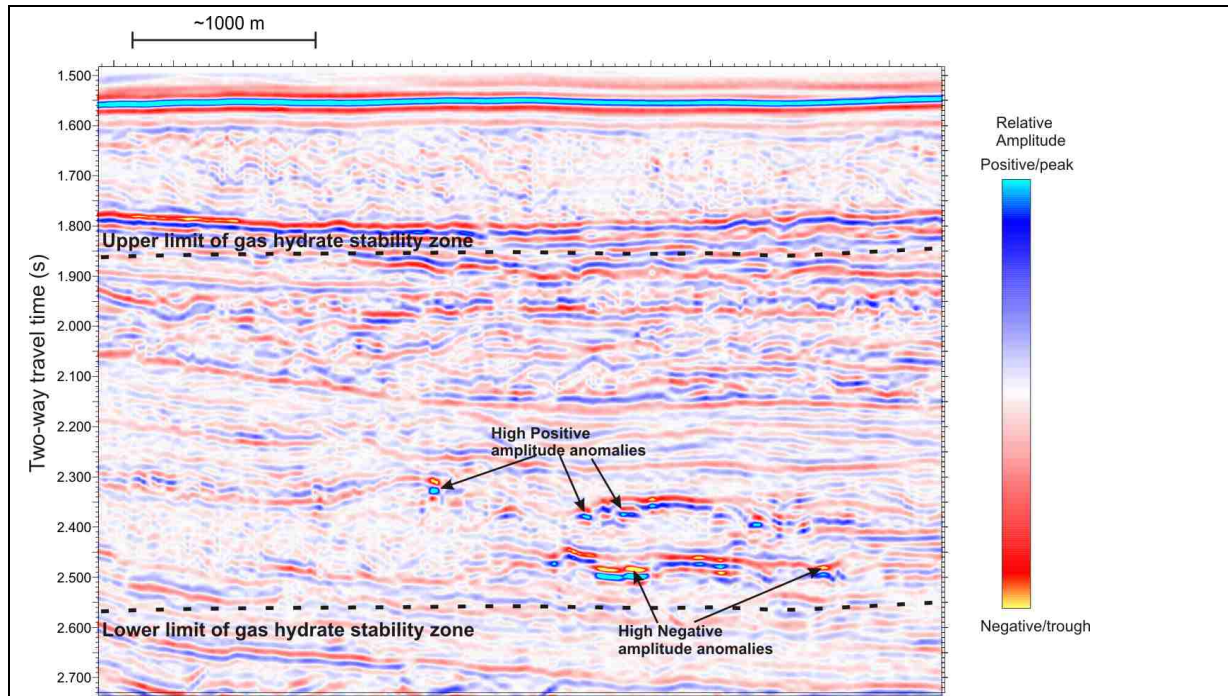 ~1000 m
Two-way travel time (s)
1.500
1.600
1.700
1.800
1.900
2.000
2.100
2.200
2.300
2.400
2.500
2.600
2.700
Upper limit of gas hydrate stability zone
High Positive
amplitude anomalies
Lower limit of gas hydrate stability zone
High Negative
amplitude anomalies
Relative
Amplitude
Positive/peak
Negative/trough